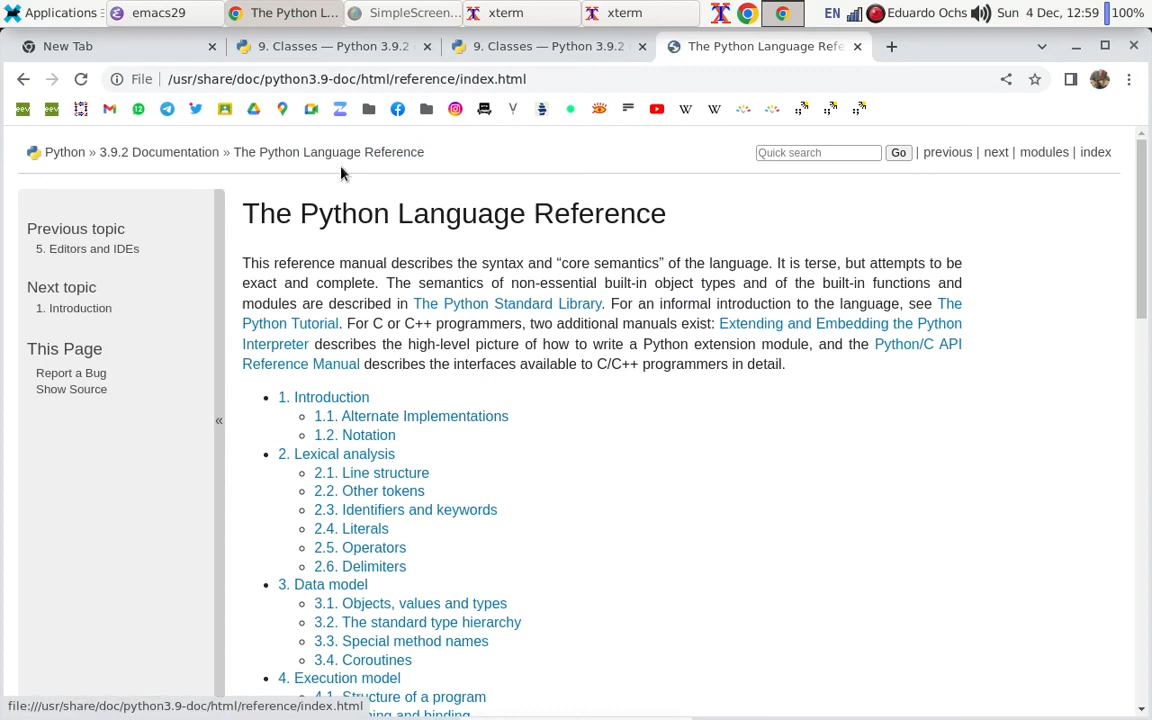 Applications
emacs29
The Python L...
SimpleScreen...
xterm
xterm
EN
Eduardo Ochs
Sun 4 Dec, 12:59
100%
New Tab
9. Classes — Python 3.9.2
9. Classes — Python 3.9.2
The Python Language Refe
File
/usr/share/doc/python3.9-doc/html/reference/index.html
Python » 3.9.2 Documentation » The Python Language Reference
Quick search
Go
| previous | next | modules | index
Previous topic
5. Editors and IDEs
Next topic
1. Introduction
This Page
Report a Bug
Show Source
«
The Python Language Reference
This reference manual describes the syntax and “core semantics” of the language. It is terse, but attempts to be
exact and complete. The semantics of non-essential built-in object types and of the built-in functions and
modules are described in The Python Standard Library. For an informal introduction to the language, see The
Python Tutorial. For C or C++ programmers, two additional manuals exist: Extending and Embedding the Python
Interpreter describes the high-level picture of how to write a Python extension module, and the Python/C API
Reference Manual describes the interfaces available to C/C++ programmers in detail.
1. Introduction
1.1. Alternate Implementations
1.2. Notation
2. Lexical analysis
2.1. Line structure
2.2. Other tokens
2.3. Identifiers and keywords
2.4. Literals
2.5. Operators
2.6. Delimiters
3. Data model
3.1. Objects, values and types
3.2. The standard type hierarchy
3.3. Special method names
3.4. Coroutines
4. Execution model
4.1. Structure of a program
and binding
file:///usr/share/doc/python3.9-doc/html/reference/index.html